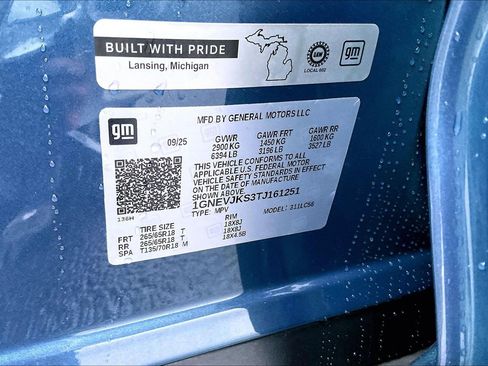 BUILT WITH PRIDE
Lansing, Michigan
UAW
LOCAL 602
gm
MFD BY GENERAL MOTORS LLC
gm
09/25
GVWR GAWR FRT GAWR RR
2900 KG 1450 KG 1600 KG
6394 LB 3196 LB 3527 LB
THIS VEHICLE CONFORMS TO ALL
APPLICABLE U.S. FEDERAL MOTOR
VEHICLE SAFETY STANDARDS IN EFFECT
ON THE DATE OF MANUFACTURE
1GNEVJKS3TJ161251
TYPE: MPV MODEL: 311LC56
136H
TIRE SIZE RIM
FRT 265/65R18 T 18X8J
RR 265/65R18 T 18X8J
SPA T135/70R18 M 18X4.5B